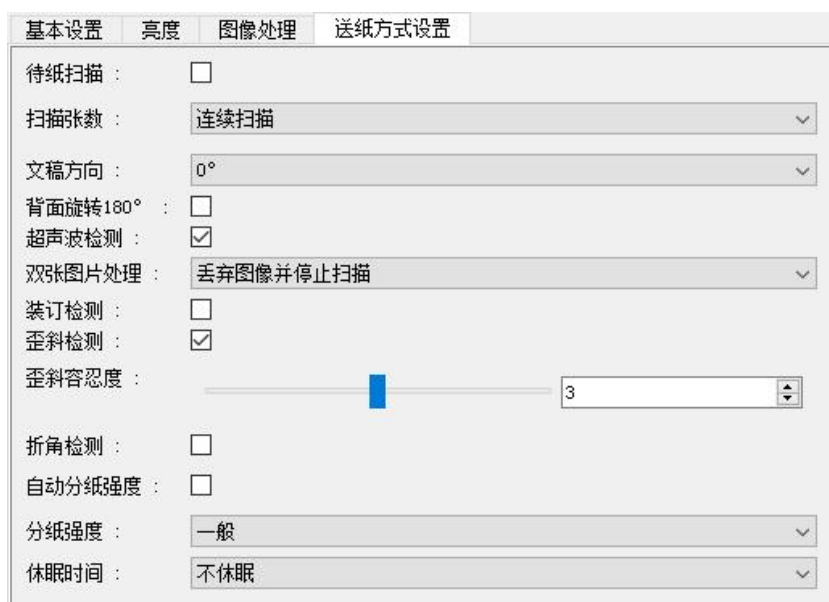 基本设置 亮度 图像处理 送纸方式设置
待纸扫描 :
扫描张数 : 连续扫描
文稿方向 : 0°
背面旋转180° :
超声波检测 :
双张图片处理 : 丢弃图像并停止扫描
装订检测 :
歪斜检测 :
歪斜容忍度 : 3
折角检测 :
自动分纸强度 :
分纸强度 : 一般
休眠时间 : 不休眠